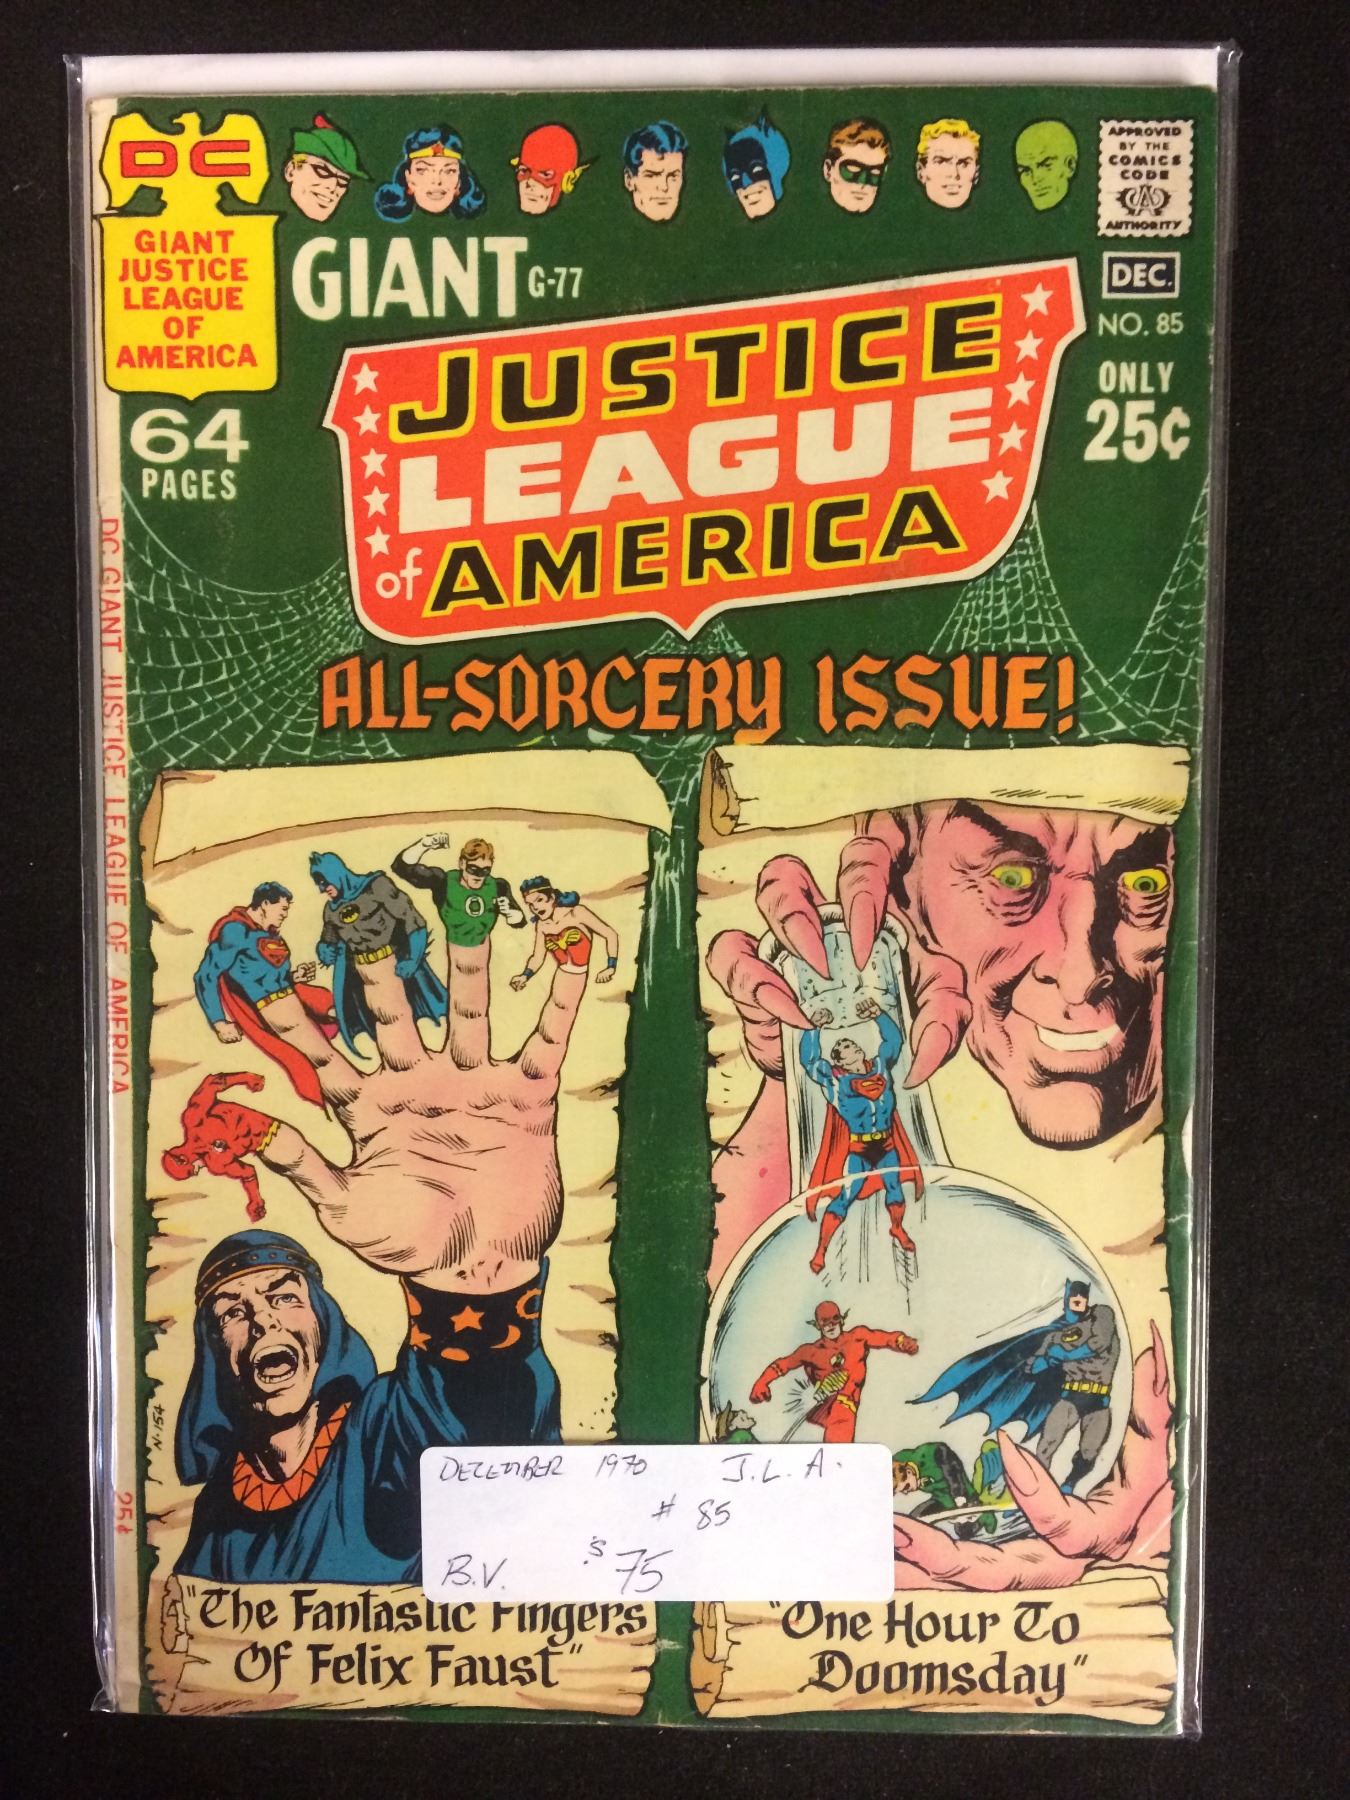 DC
GIANT
JUSTICE
LEAGUE
OF
AMERICA
64
PAGES
GIANT G-77
JUSTICE
LEAGUE
of AMERICA
APPROVED
BY THE
COMICS
CODE
CA
AUTHORITY
DEC.
NO. 85
ONLY
25¢
ALL-SORCERY ISSUE!
DC GIANT JUSTICE LEAGUE OF AMERICA
25¢
S
N-154
DECEMBER 1970 J.L.A.
# 85
B.V. $75
"The Fantastic Fingers
Of Felix Faust"
"One Hour To
Doomsday"